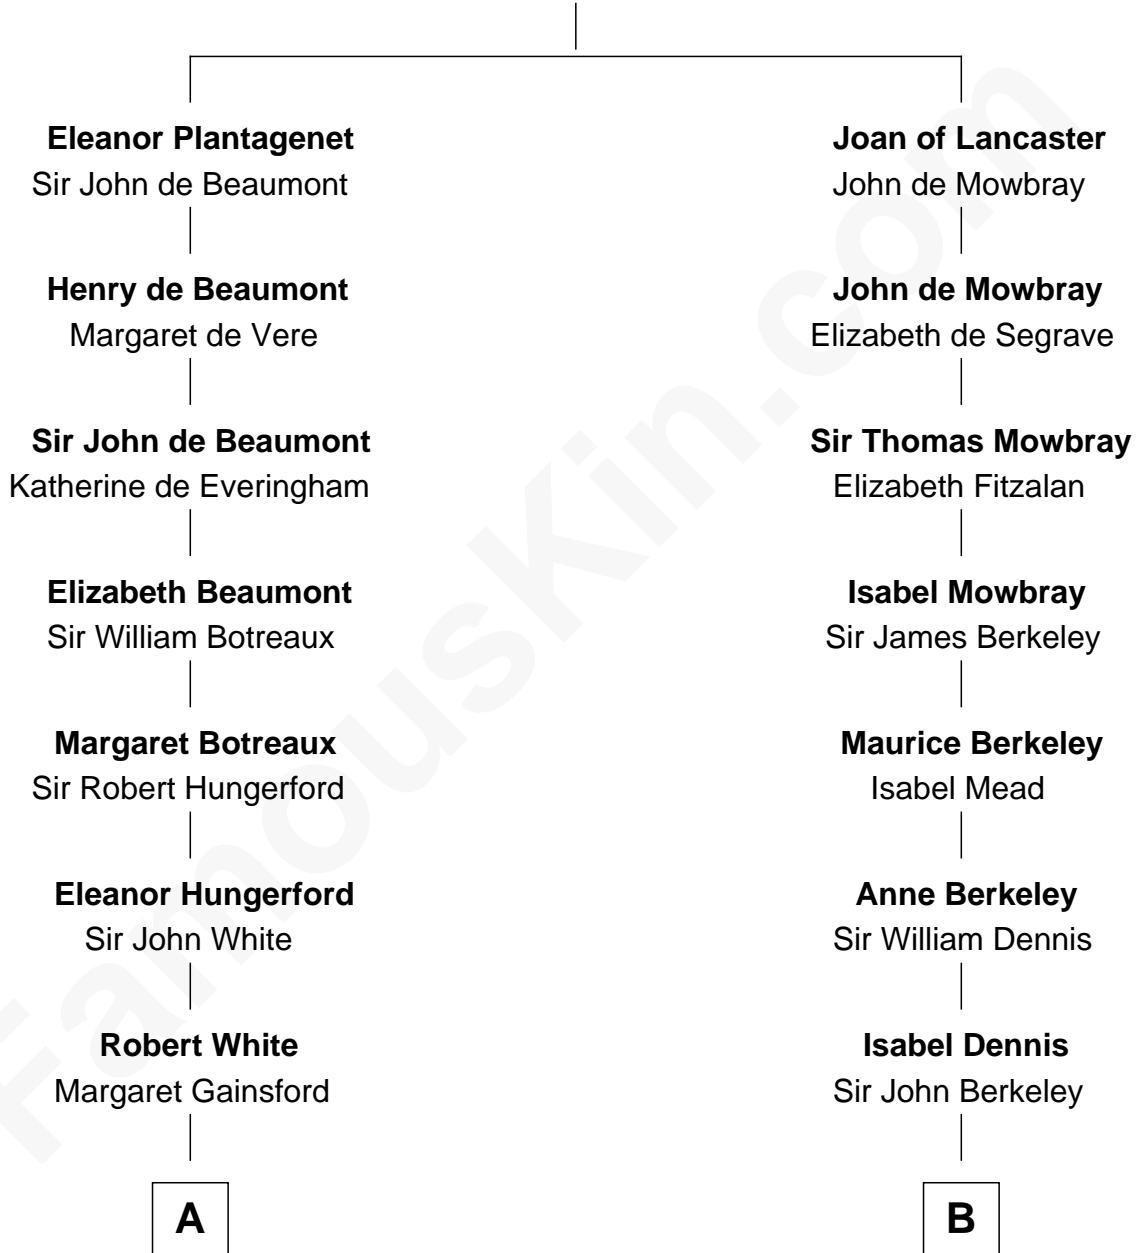 Eleanor Plantagenet
Sir John de Beaumont
Henry de Beaumont
Margaret de Vere
Sir John de Beaumont
Katherine de Everingham
Elizabeth Beaumont
Sir William Botreaux
Margaret Botreaux
Sir Robert Hungerford
Eleanor Hungerford
Sir John White
Robert White
Margaret Gainsford
A
Joan of Lancaster
John de Mowbray
John de Mowbray
Elizabeth de Segrave
Sir Thomas Mowbray
Elizabeth Fitzalan
Isabel Mowbray
Sir James Berkeley
Maurice Berkeley
Isabel Mead
Anne Berkeley
Sir William Dennis
Isabel Dennis
Sir John Berkeley
B
FamousKin.com